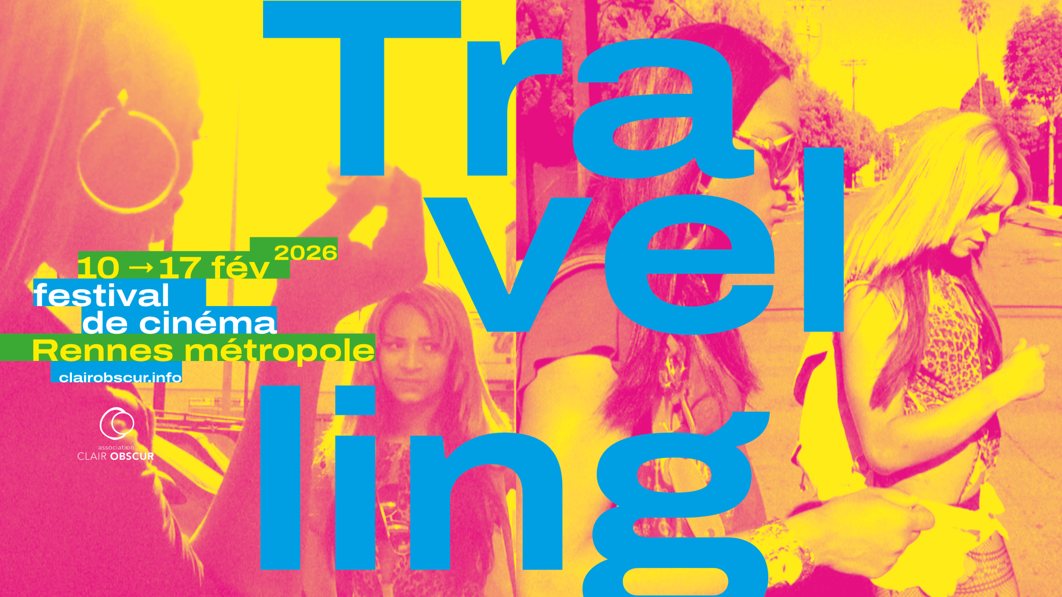 Tra
vel
ling
10 → 17 fév 2026
festival
de cinéma
Rennes métropole
clairobscur.info
association
CLAIR OBSCUR